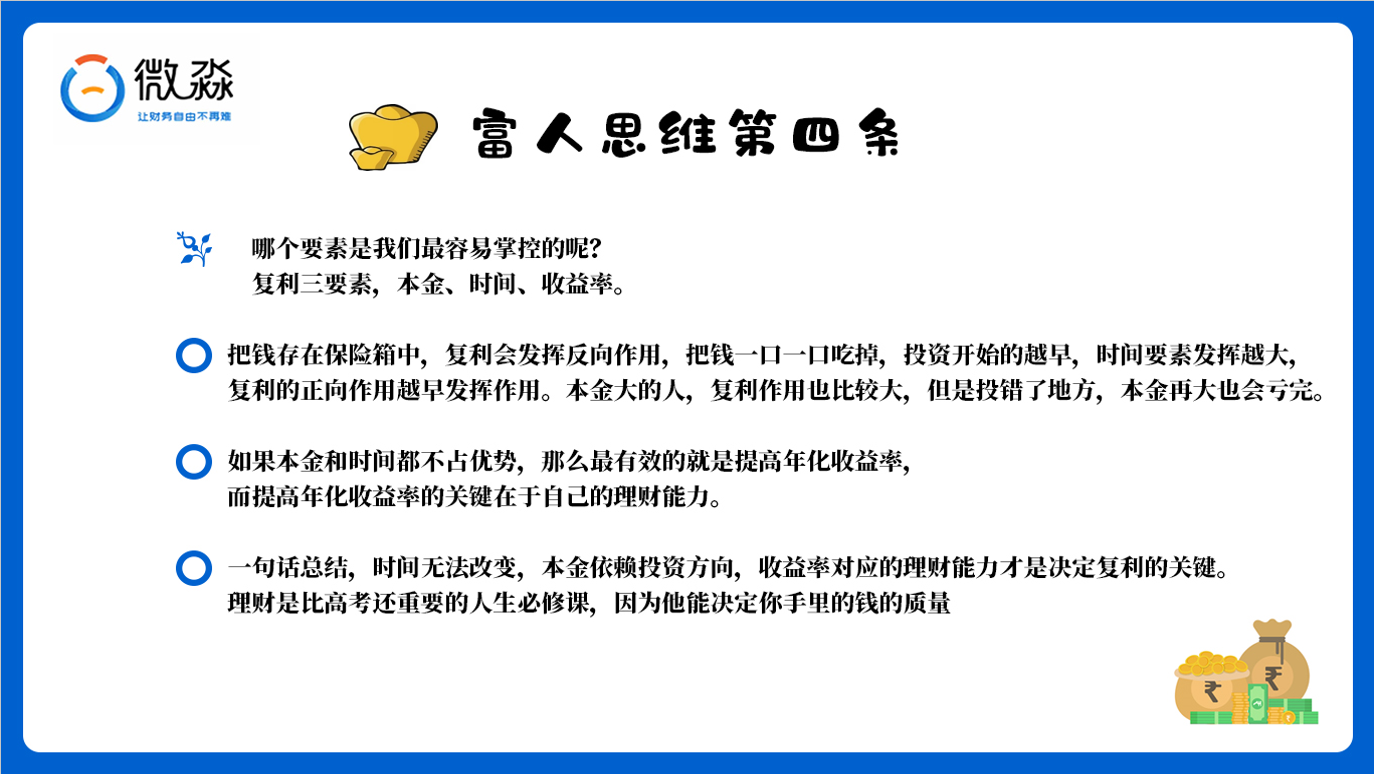 微淼
让财务自由不再难
富人思维第四条
哪个要素是我们最容易掌控的呢？
复利三要素，本金、时间、收益率。
把钱存在保险箱中，复利会发挥反向作用，把钱一口一口吃掉，投资开始的越早，时间要素发挥越大，
复利的正向作用越早发挥作用。本金大的人，复利作用也比较大，但是投错了地方，本金再大也会亏完。
如果本金和时间都不占优势，那么最有效的就是提高年化收益率，
而提高年化收益率的关键在于自己的理财能力。
一句话总结，时间无法改变，本金依赖投资方向，收益率对应的理财能力才是决定复利的关键。
理财是比高考还重要的人生必修课，因为他能决定你手里的钱的质量
₹
₹